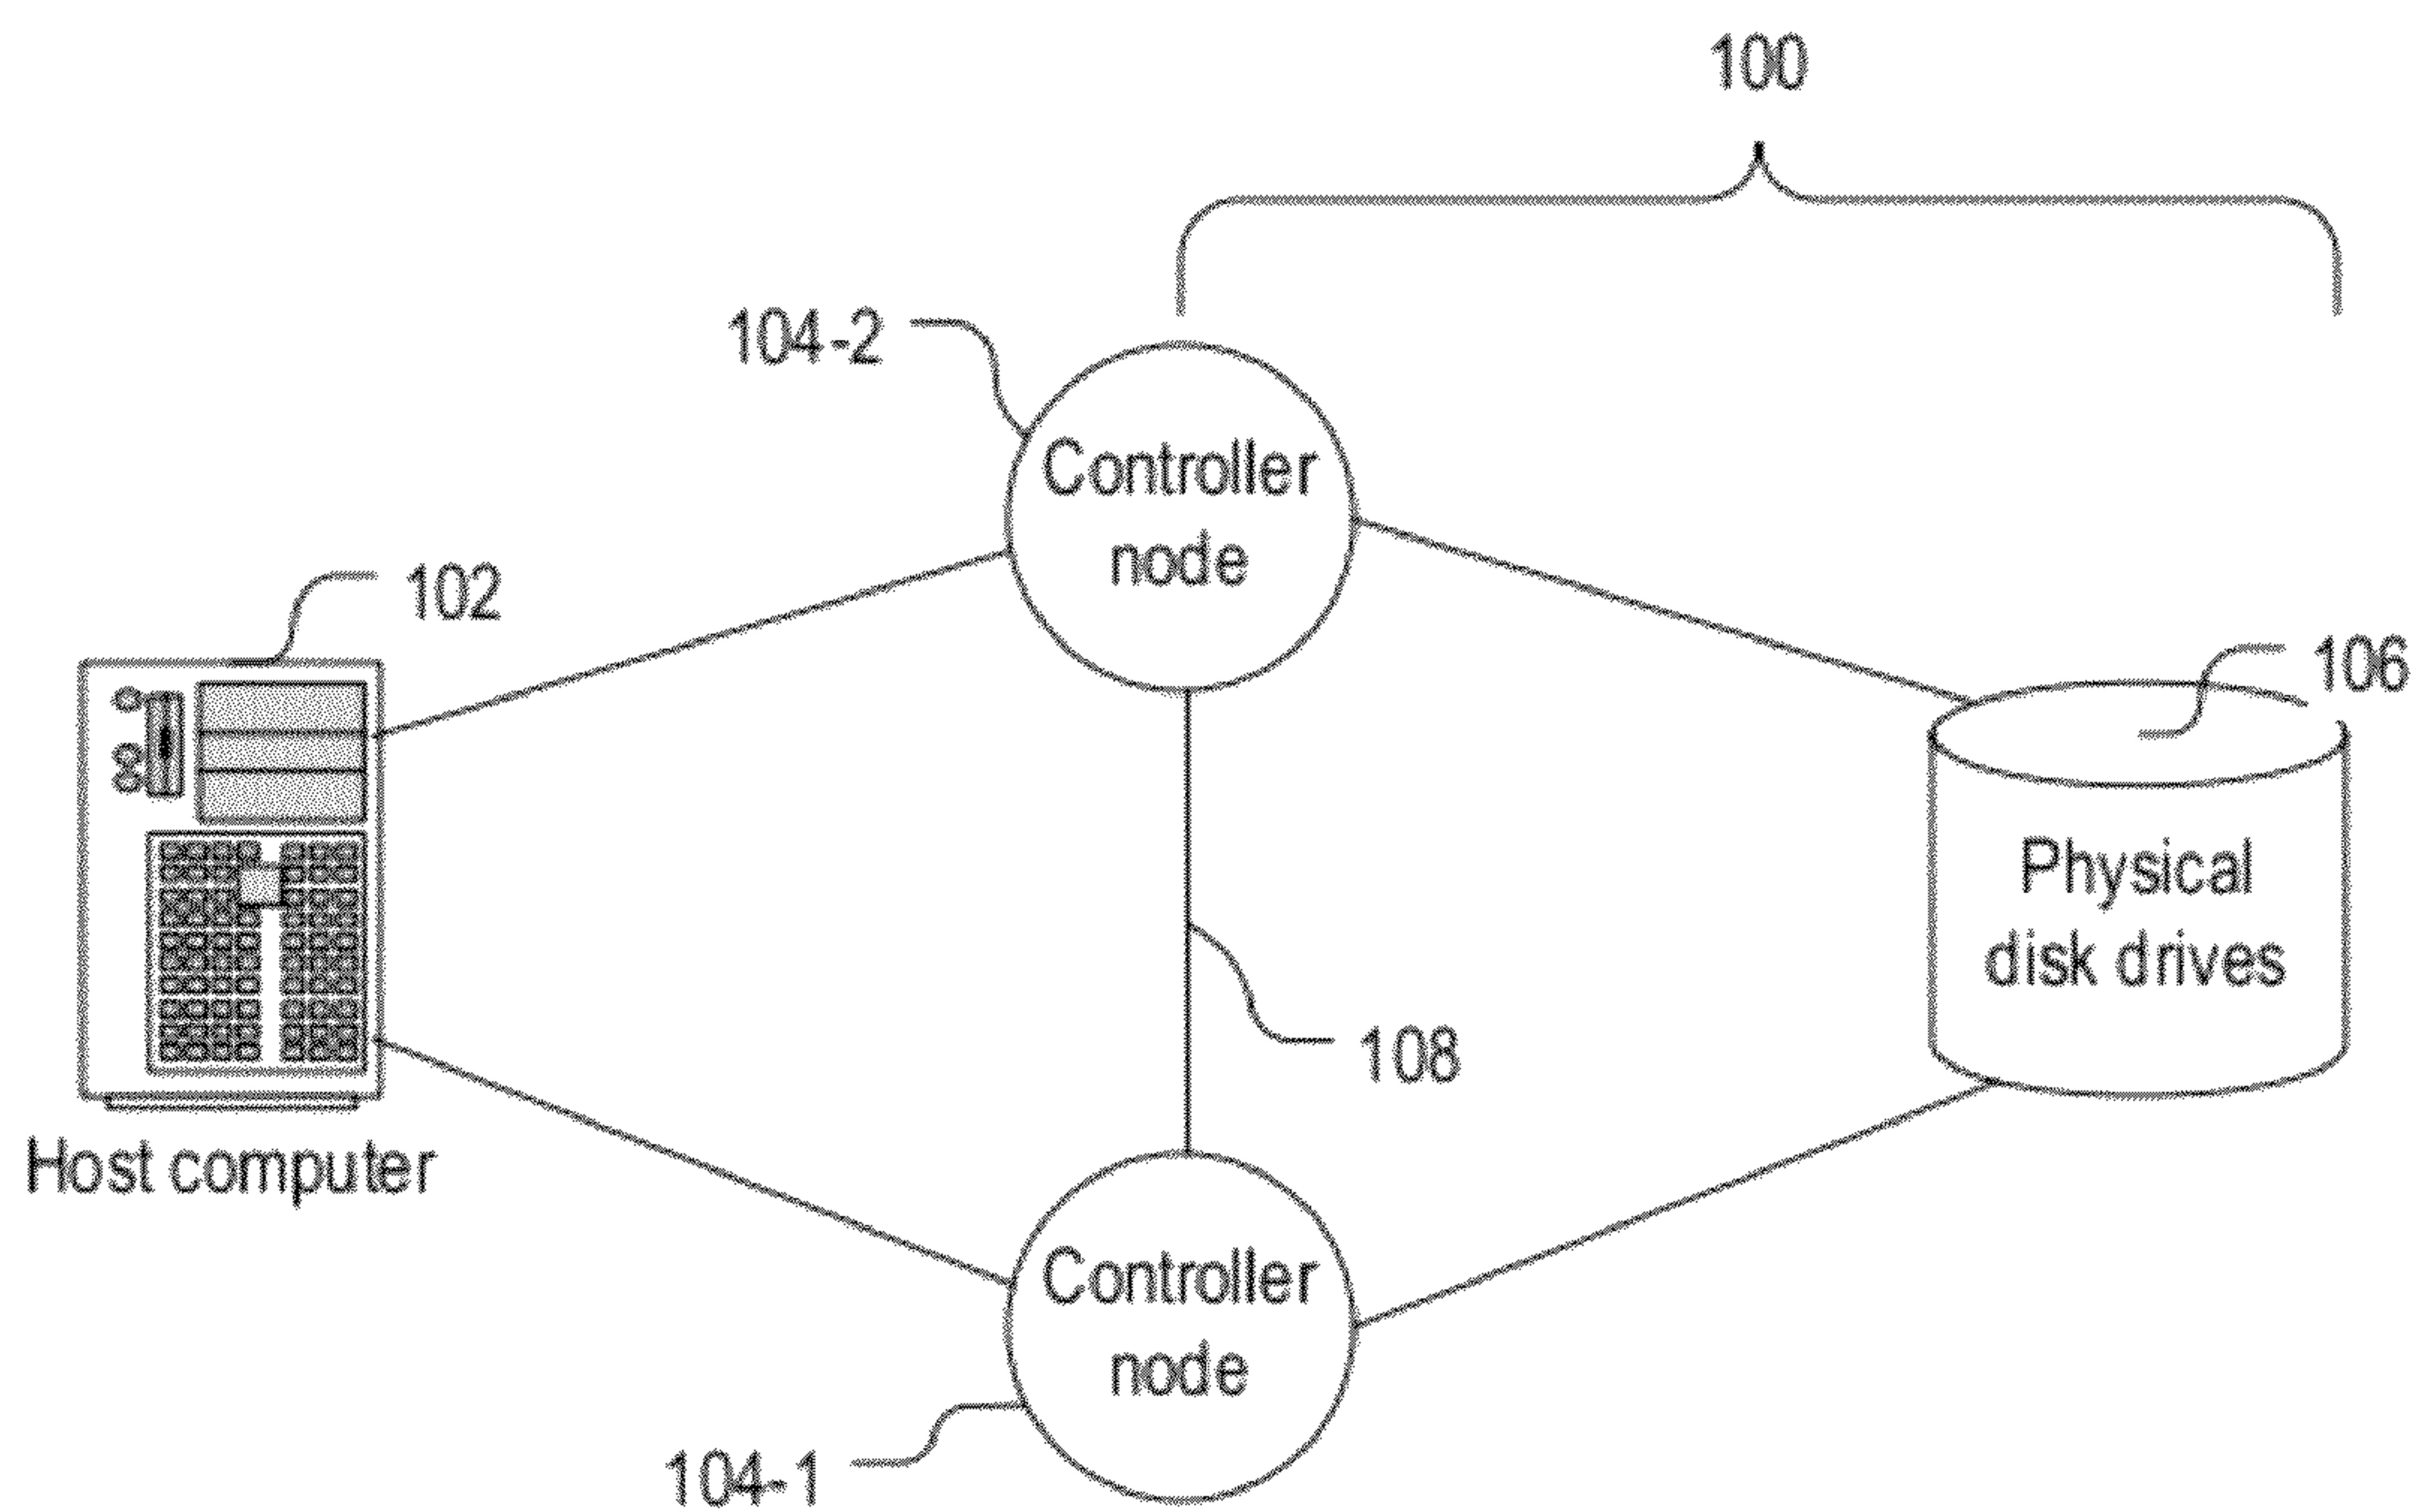 100
104-2
Controller
node
102
106
Physical
disk drives
108
Host computer
Controller
node
104-1